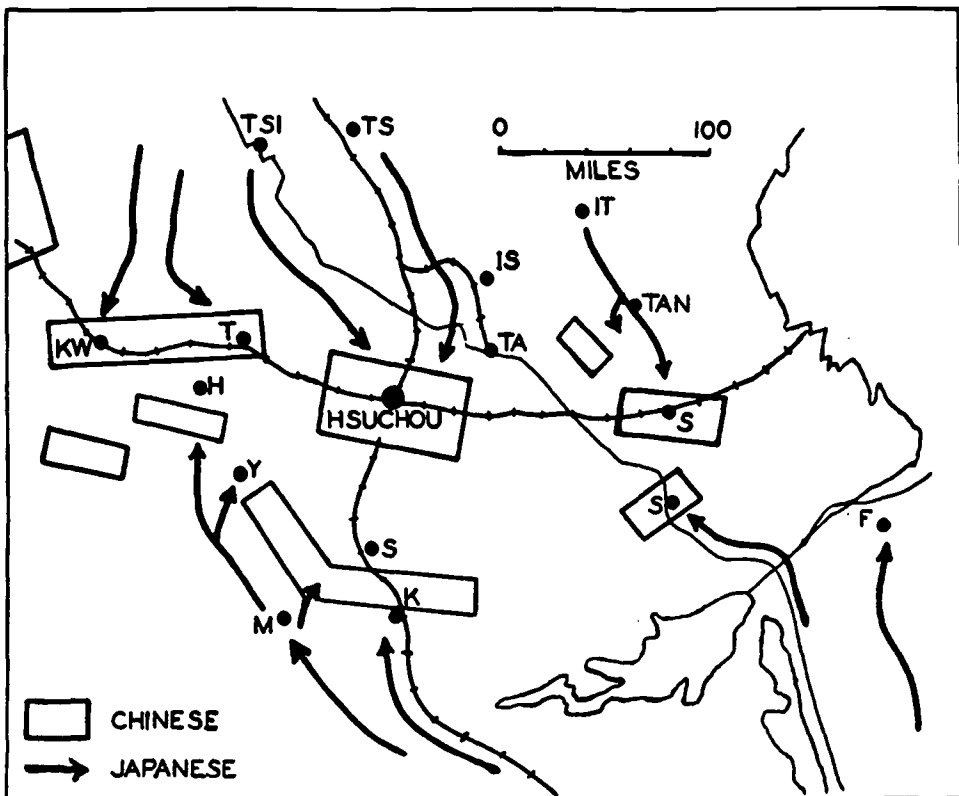 TSI
TS
0 100
MILES
IT
IS
TAN
KW
T
TA
H
HSUCHOU
S
Y
S
F
S
K
M
CHINESE
JAPANESE